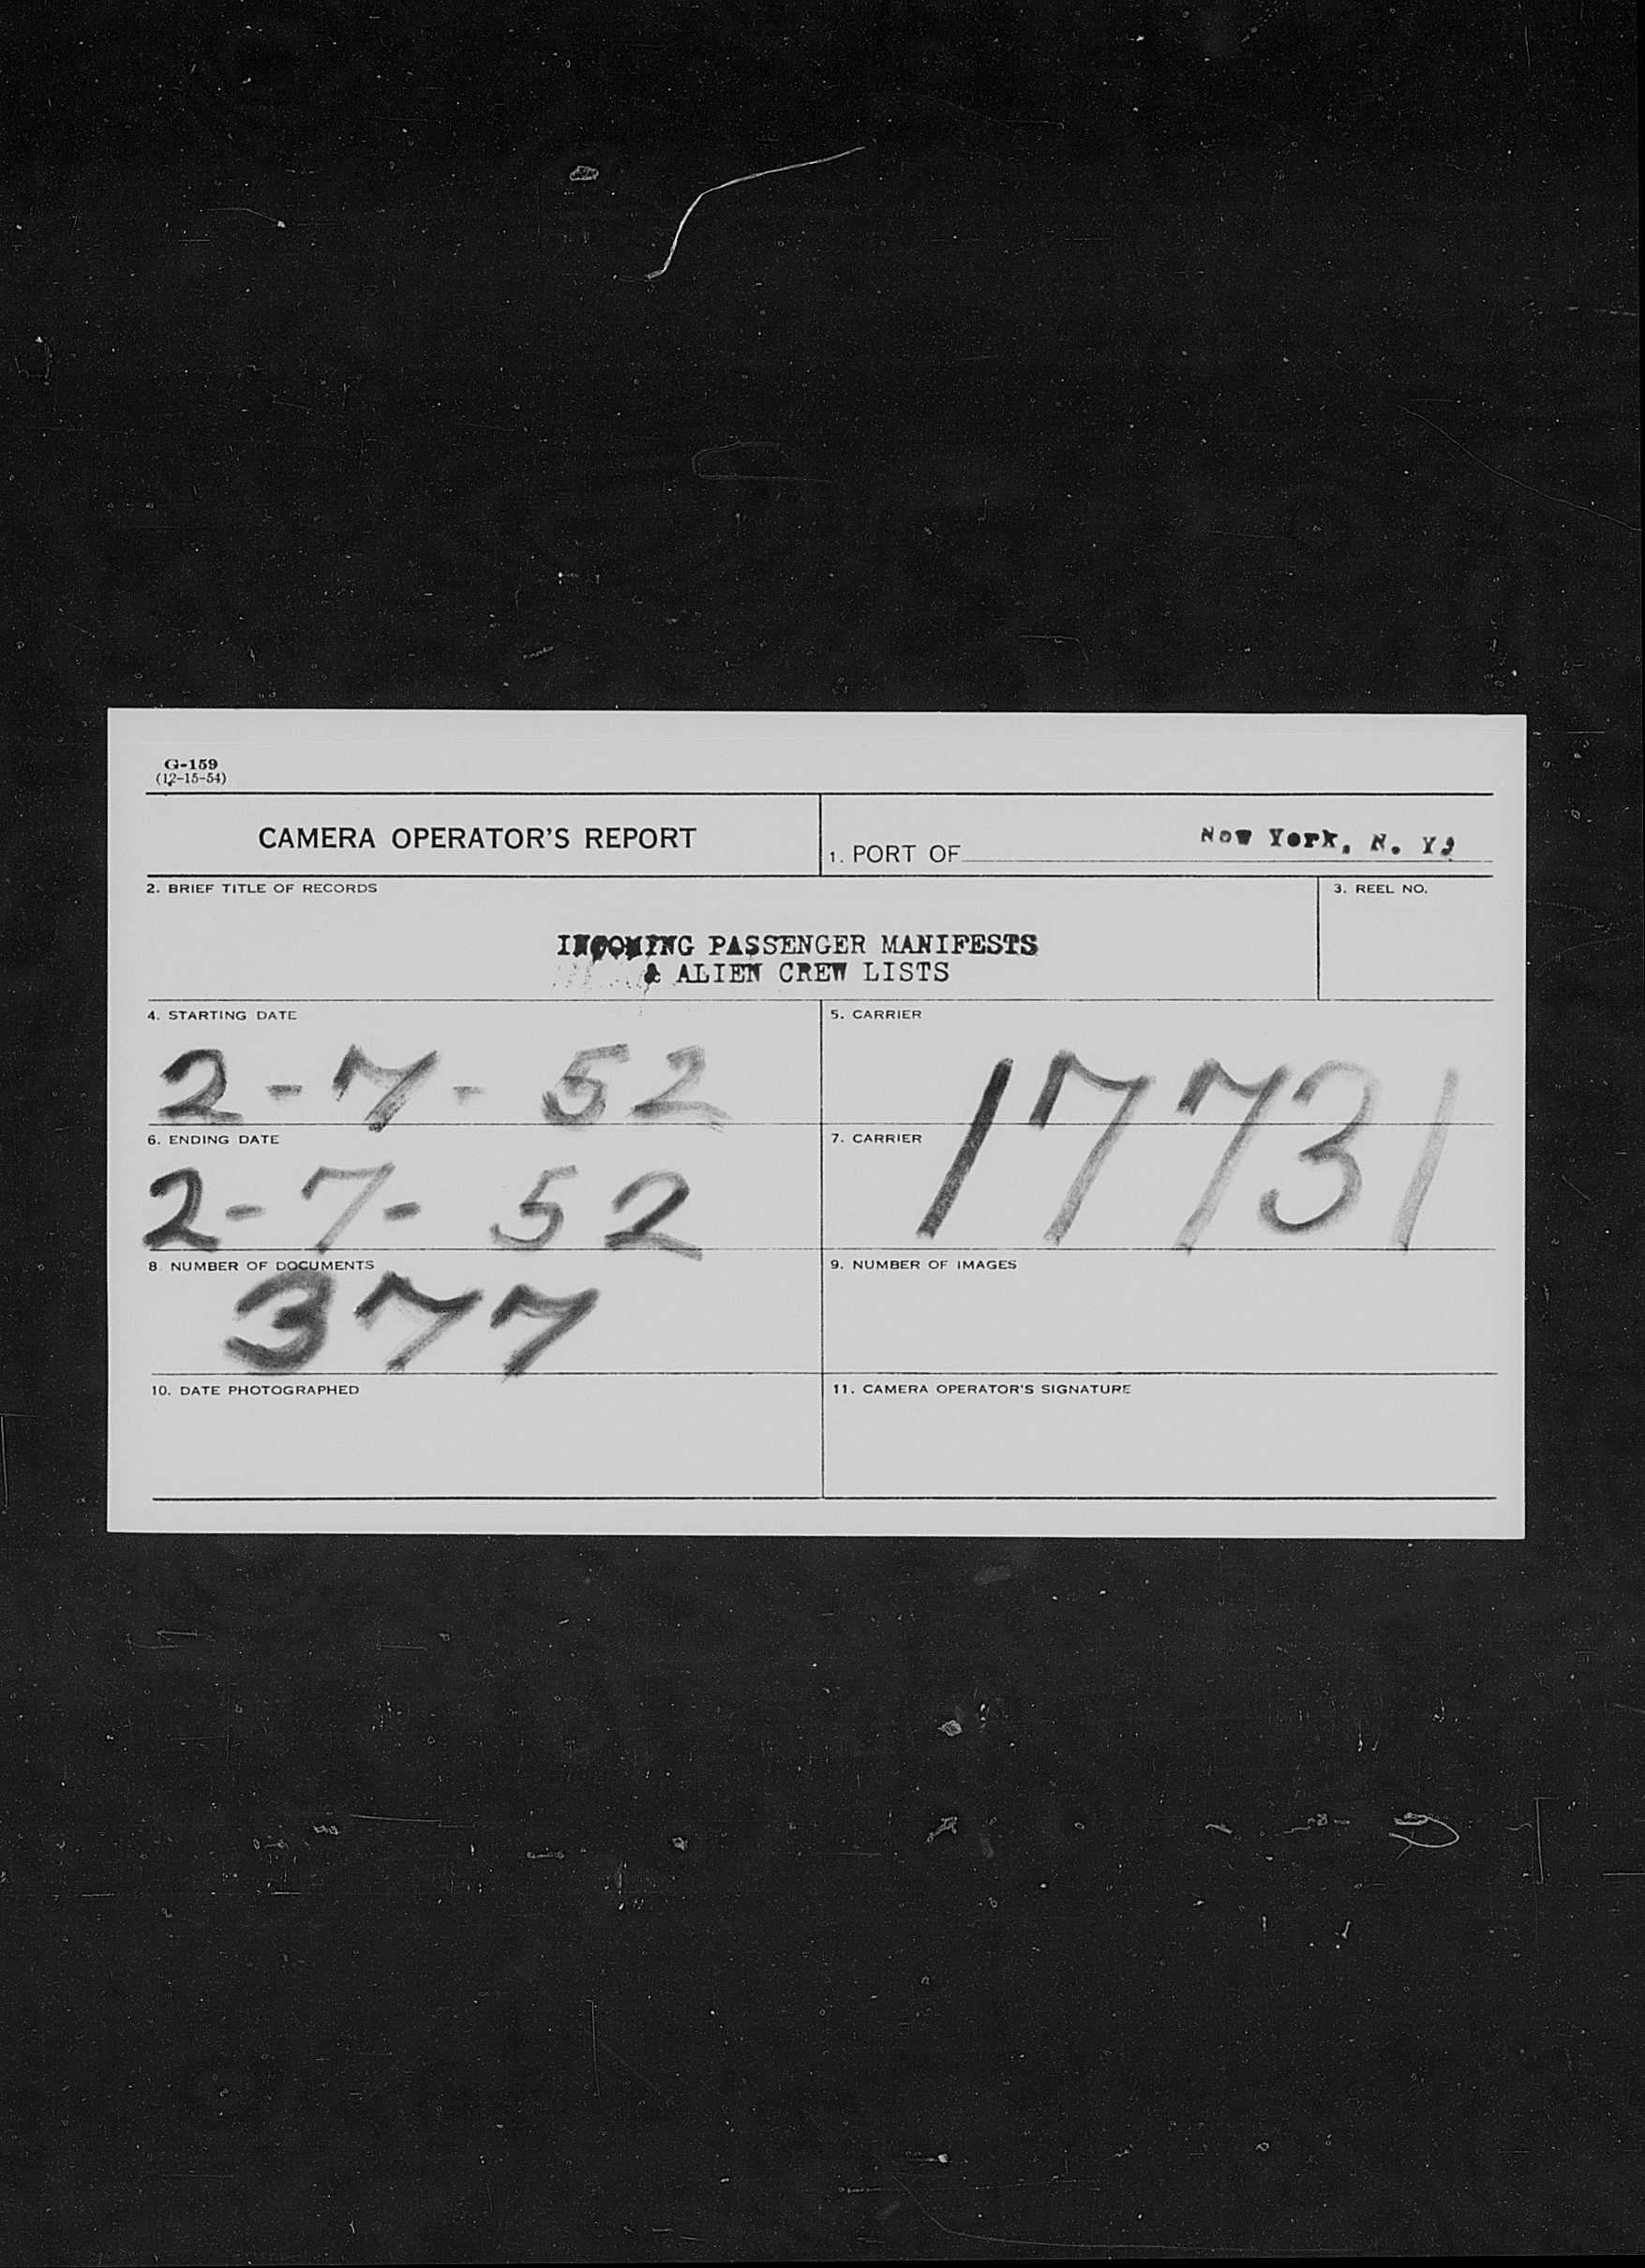 G-159
(12-15-54)
CAMERA OPERATOR'S REPORT
1. PORT OF New York, N. Y.
2. BRIEF TITLE OF RECORDS
3. REEL NO.
INCOMING PASSENGER MANIFESTS
& ALIEN CREW LISTS
4. STARTING DATE
2-7-52
5. CARRIER
17731
6. ENDING DATE
2-7-52
7. CARRIER
8. NUMBER OF DOCUMENTS
377
9. NUMBER OF IMAGES
10. DATE PHOTOGRAPHED
11. CAMERA OPERATOR'S SIGNATURE